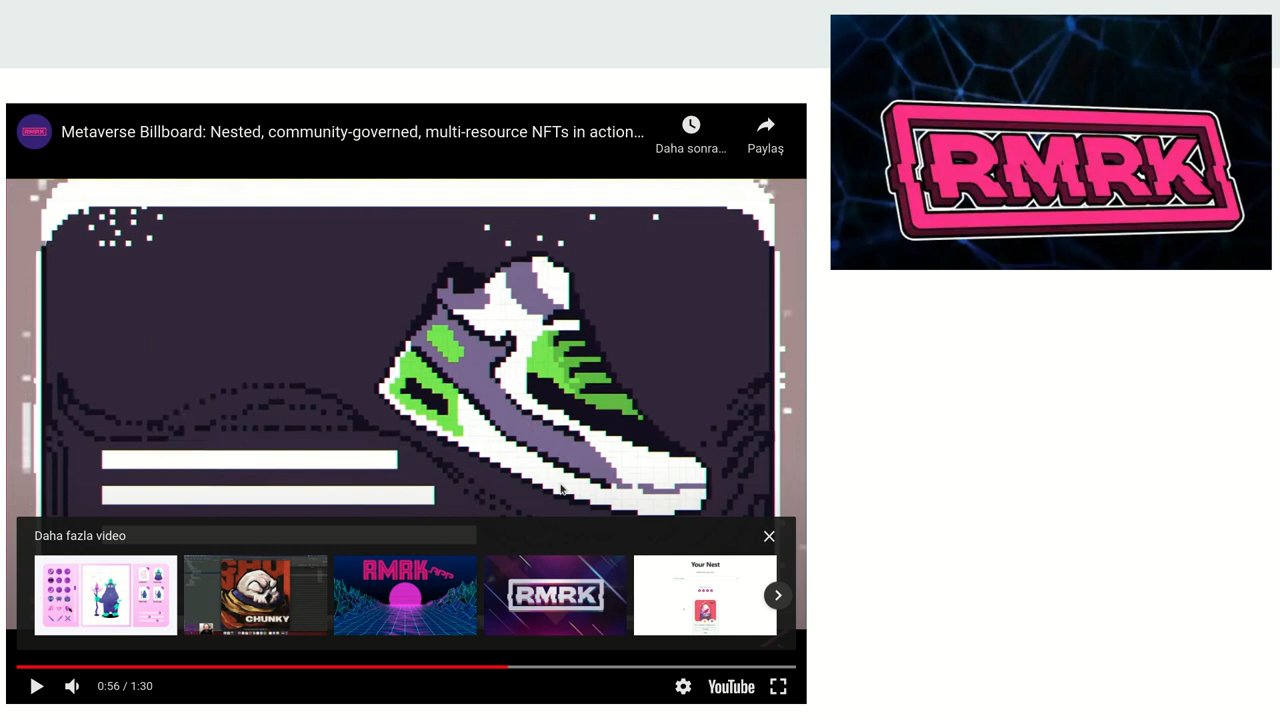 RMRK
Metaverse Billboard: Nested, community-governed, multi-resource NFTs in action...
Daha sonra...
Paylaş
RMRK
Daha fazla video
CHUNKY
RMRK
APP
RMRK
Your Nest
0:56 / 1:30
YouTube